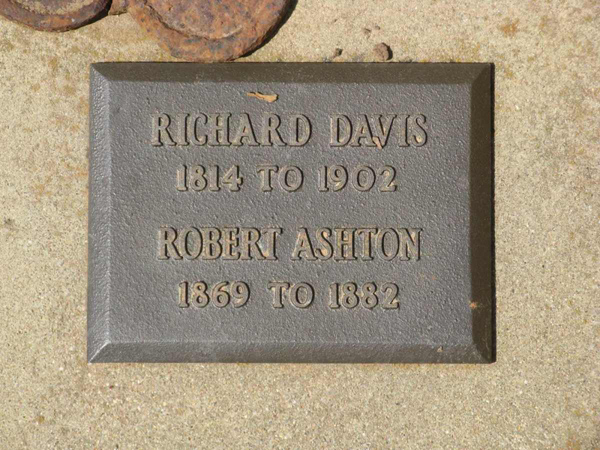 RICHARD DAVIS
1814 TO 1902
ROBERT ASHTON
1869 TO 1882